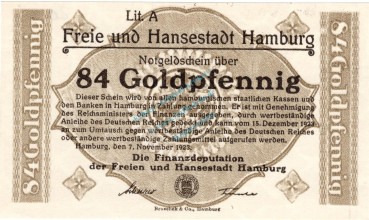 Lit. A
Freie und Hansestadt Hamburg
Notgeldschein über
84 Goldpfennig
Dieser Schein wird von allen hamburgischen staatlichen Kassen und
den Banken in Hamburg in Zahlung genommen. Er ist mit Genehmigung
des Reichsministers der Finanzen ausgegeben, durch wertbeständige
Anleihe des Deutschen Reiches gedeckt und kann vom 15. Dezember 1923
an zum Umtausch gegen wertbeständige Anleihe des Deutschen Reiches
oder andere wertbeständige Zahlungsmittel aufgerufen werden.
Hamburg, den 7. November 1923.
Die Finanzdeputation
der Freien und Hansestadt Hamburg
84 Goldpfennig
84 Goldpfennig
& Co., Hamburg